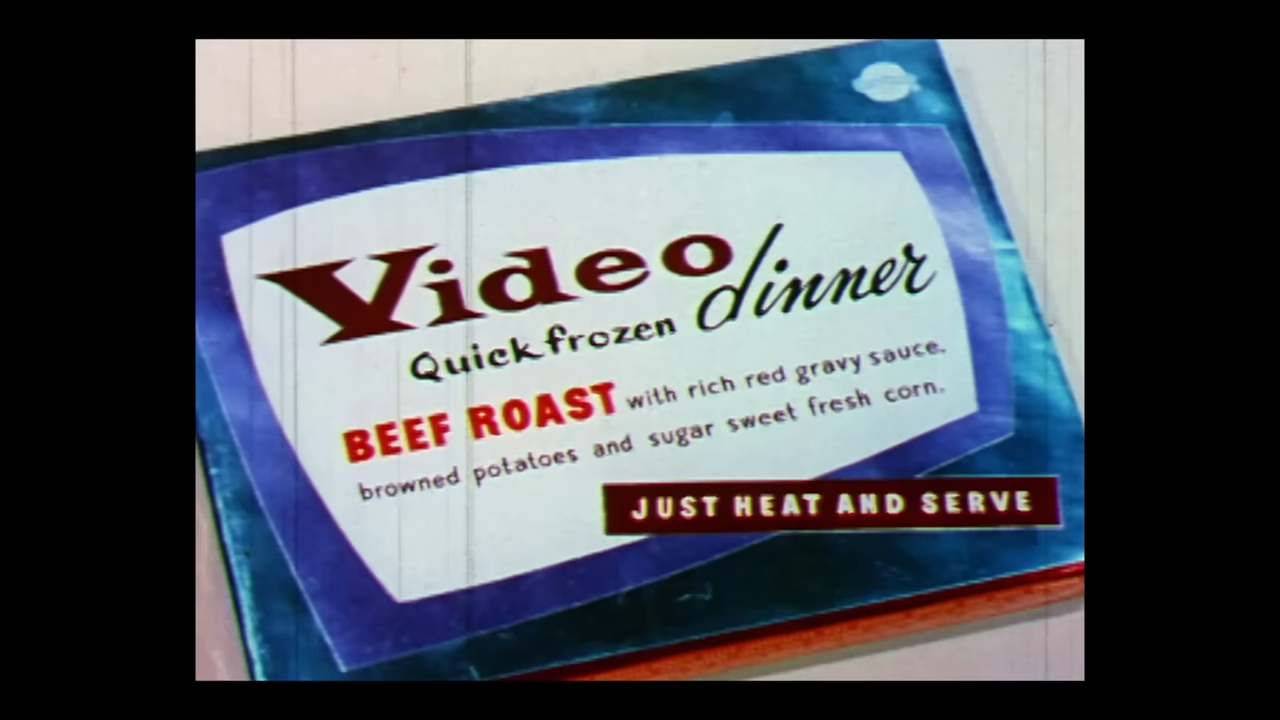 Video dinner
Quick frozen
BEEF ROAST with rich red gravy sauce.
browned potatoes and sugar sweet fresh corn.
JUST HEAT AND SERVE